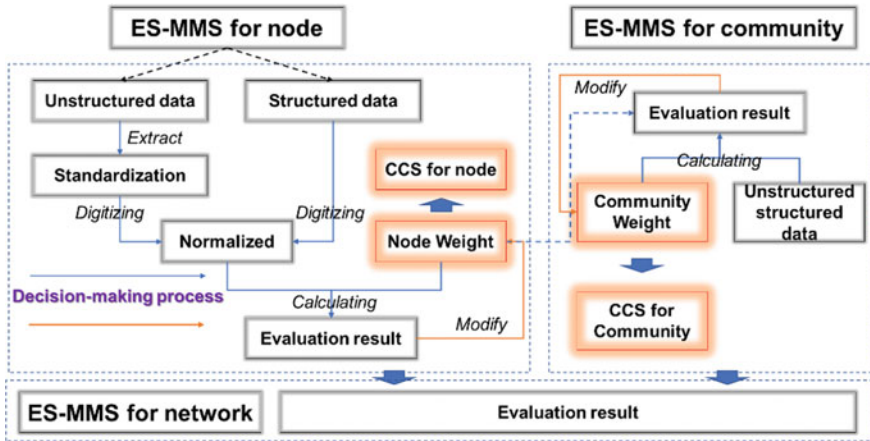 ES-MMS for node
ES-MMS for community
Unstructured data
Structured data
Extract
Standardization
Digitizing
Digitizing
Normalized
CCS for node
Node Weight
Decision-making process
Calculating
Evaluation result
Modify
Modify
Evaluation result
Calculating
Community
Weight
Unstructured
structured
data
CCS for
Community
ES-MMS for network
Evaluation result